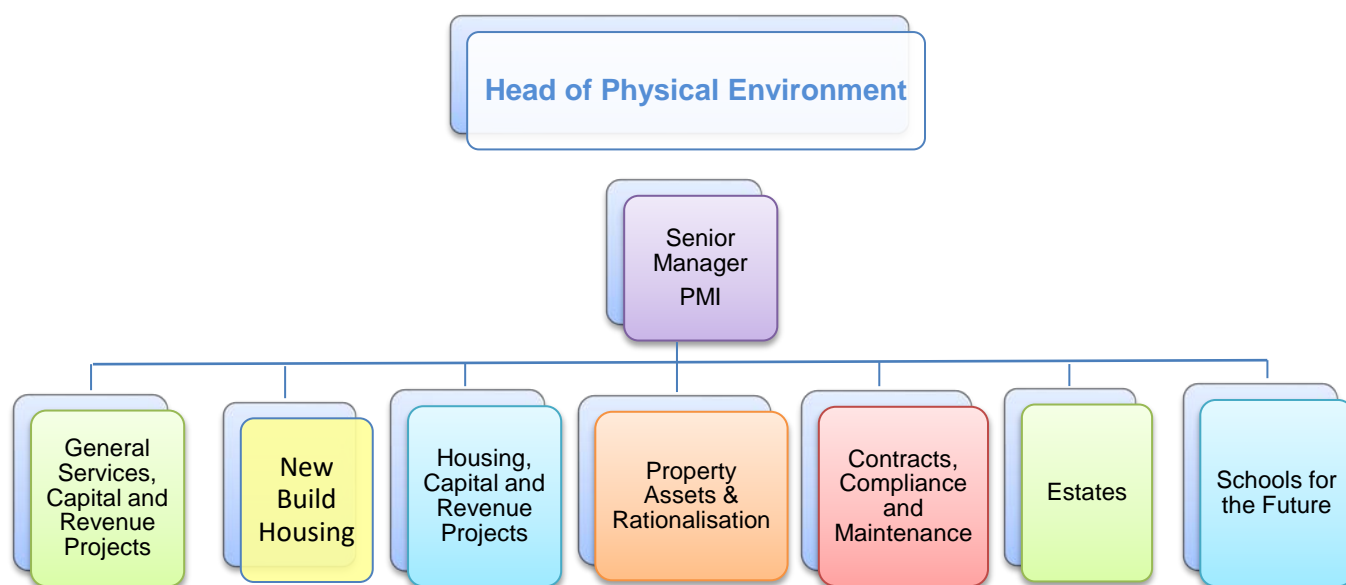 Head of Physical Environment
Senior
Manager
PMI
General
Services,
Capital and
Revenue
Projects
New
Build
Housing
Housing,
Capital and
Revenue
Projects
Property
Assets &
Rationalisation
Contracts,
Compliance
and
Maintenance
Estates
Schools for
the Future